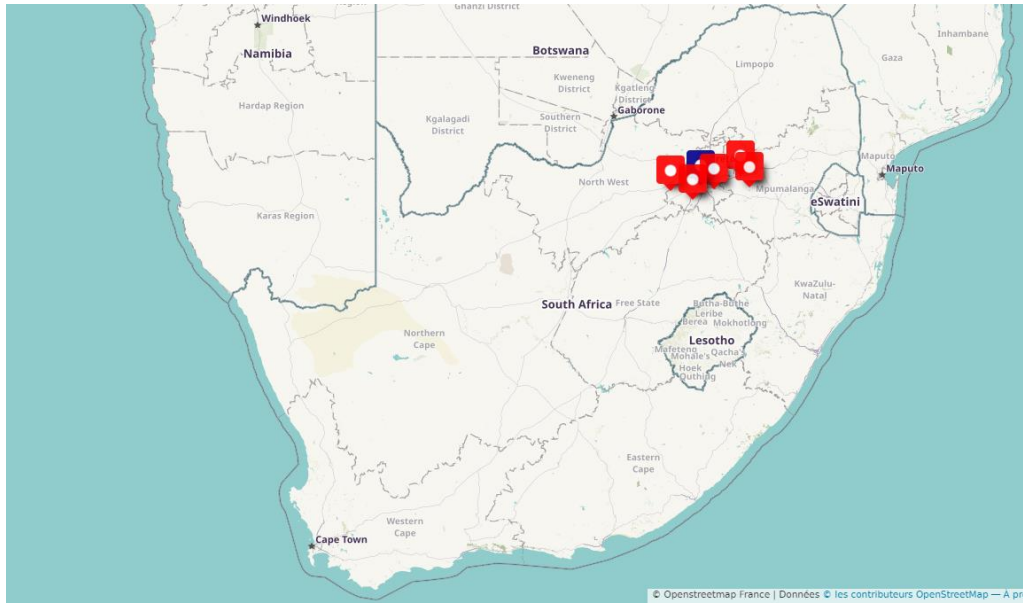 Ghanzi District
Windhoek
Namibia
Botswana
Inhambane
Limpopo
Gaza
Kweneng
District
Kgatleng
District
Hardap Region
Gaborone
Kgalagadi
District
Southern
District
Maputo
Maputo
North West
Mpumalanga
eSwatini
Karas Region
KwaZulu-
Natal
South Africa
Free State
Butha-Buthe
Leribe
Berea
Mokhotlong
Northern
Cape
Lesotho
Mafeteng
Mohale's
Hoek
Qacha's
Nek
Quthing
Eastern
Cape
Western
Cape
Cape Town
© Openstreetmap France | Données © les contributeurs OpenStreetMap —